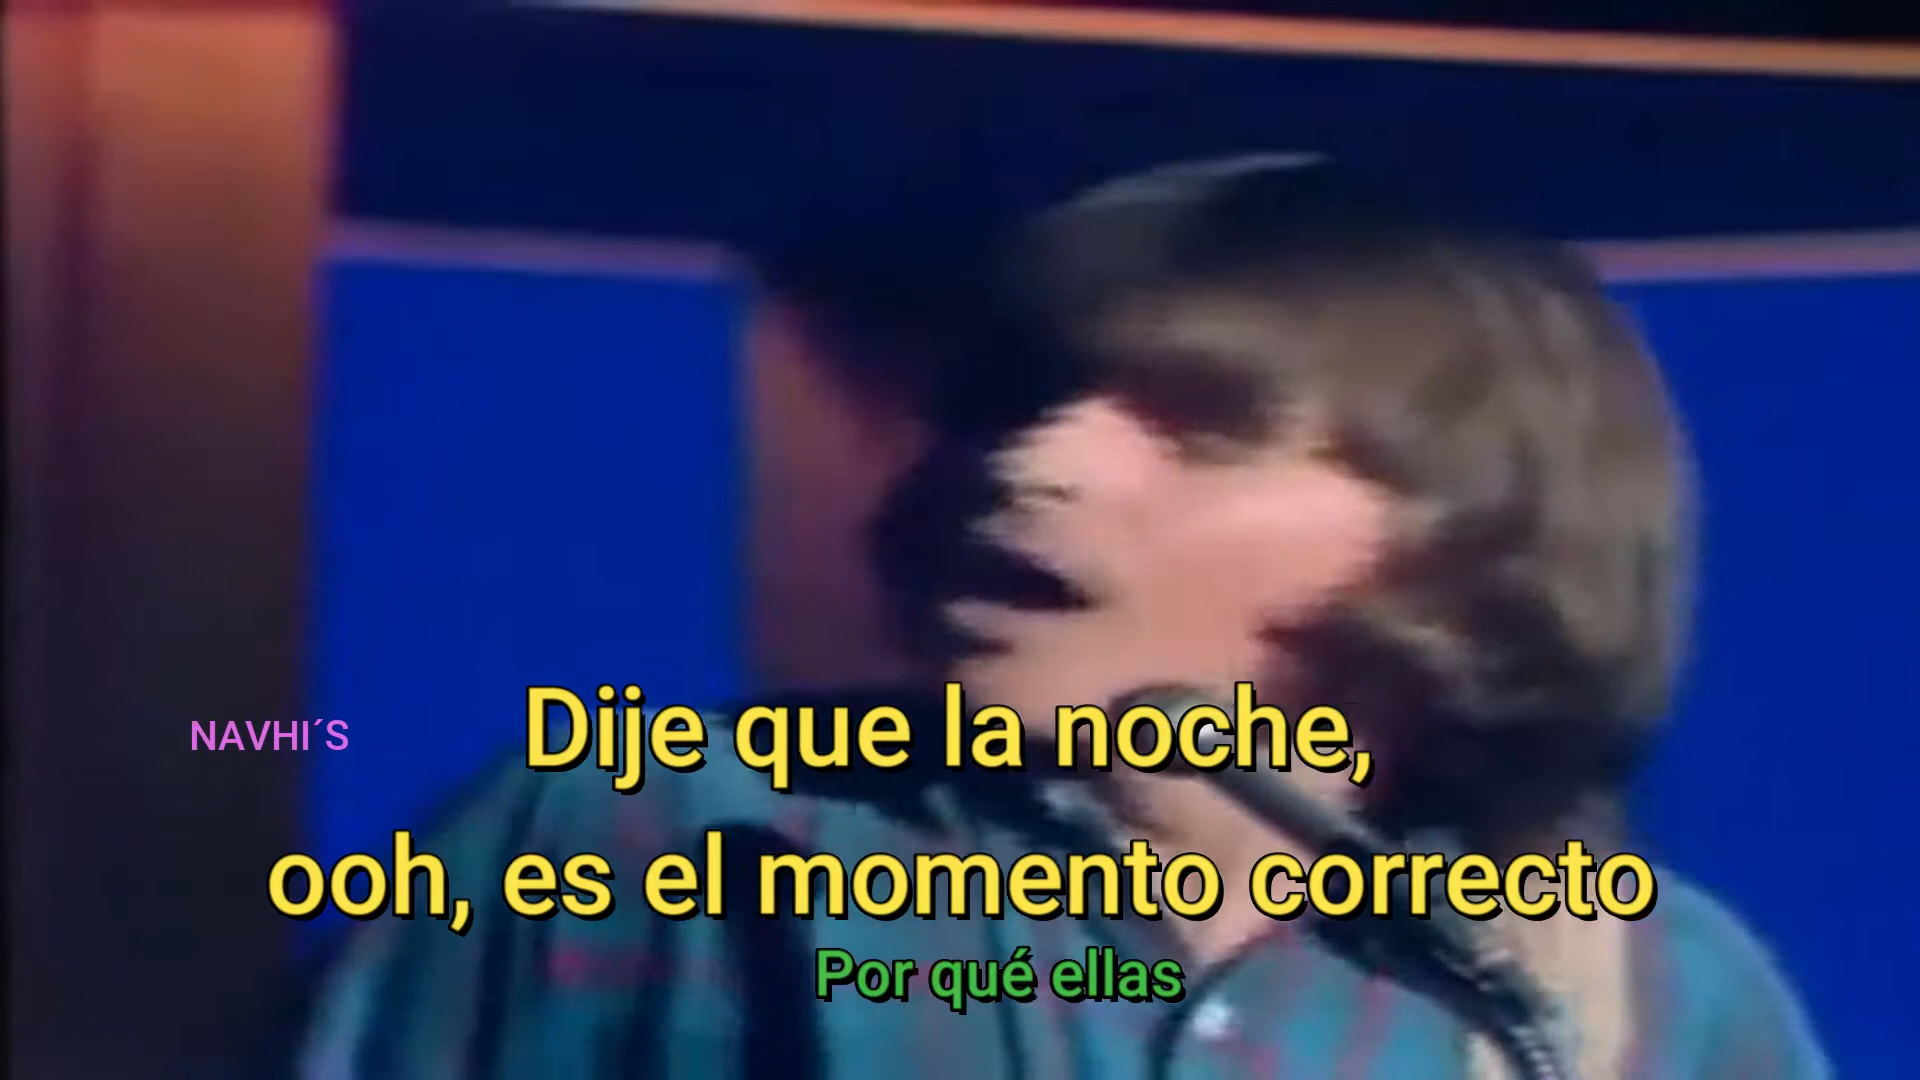 Dije que la noche,
NAVHI´S
ooh, es el momento correcto
Por qué ellas